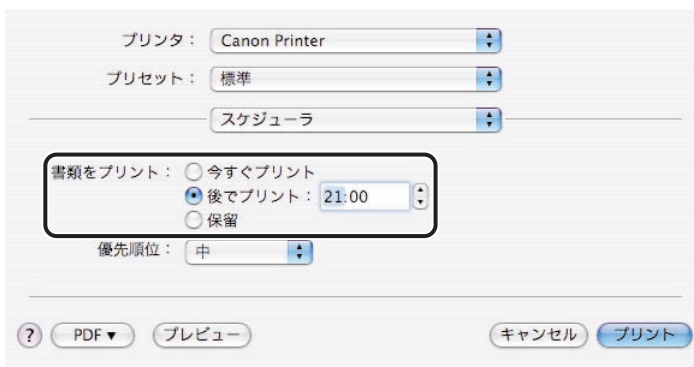 プリンタ： Canon Printer
プリセット： 標準
スケジューラ
書類をプリント： 今すぐプリント
後でプリント： 21:00
保留
優先順位： 中
? PDF▼ プレビュー キャンセル プリント